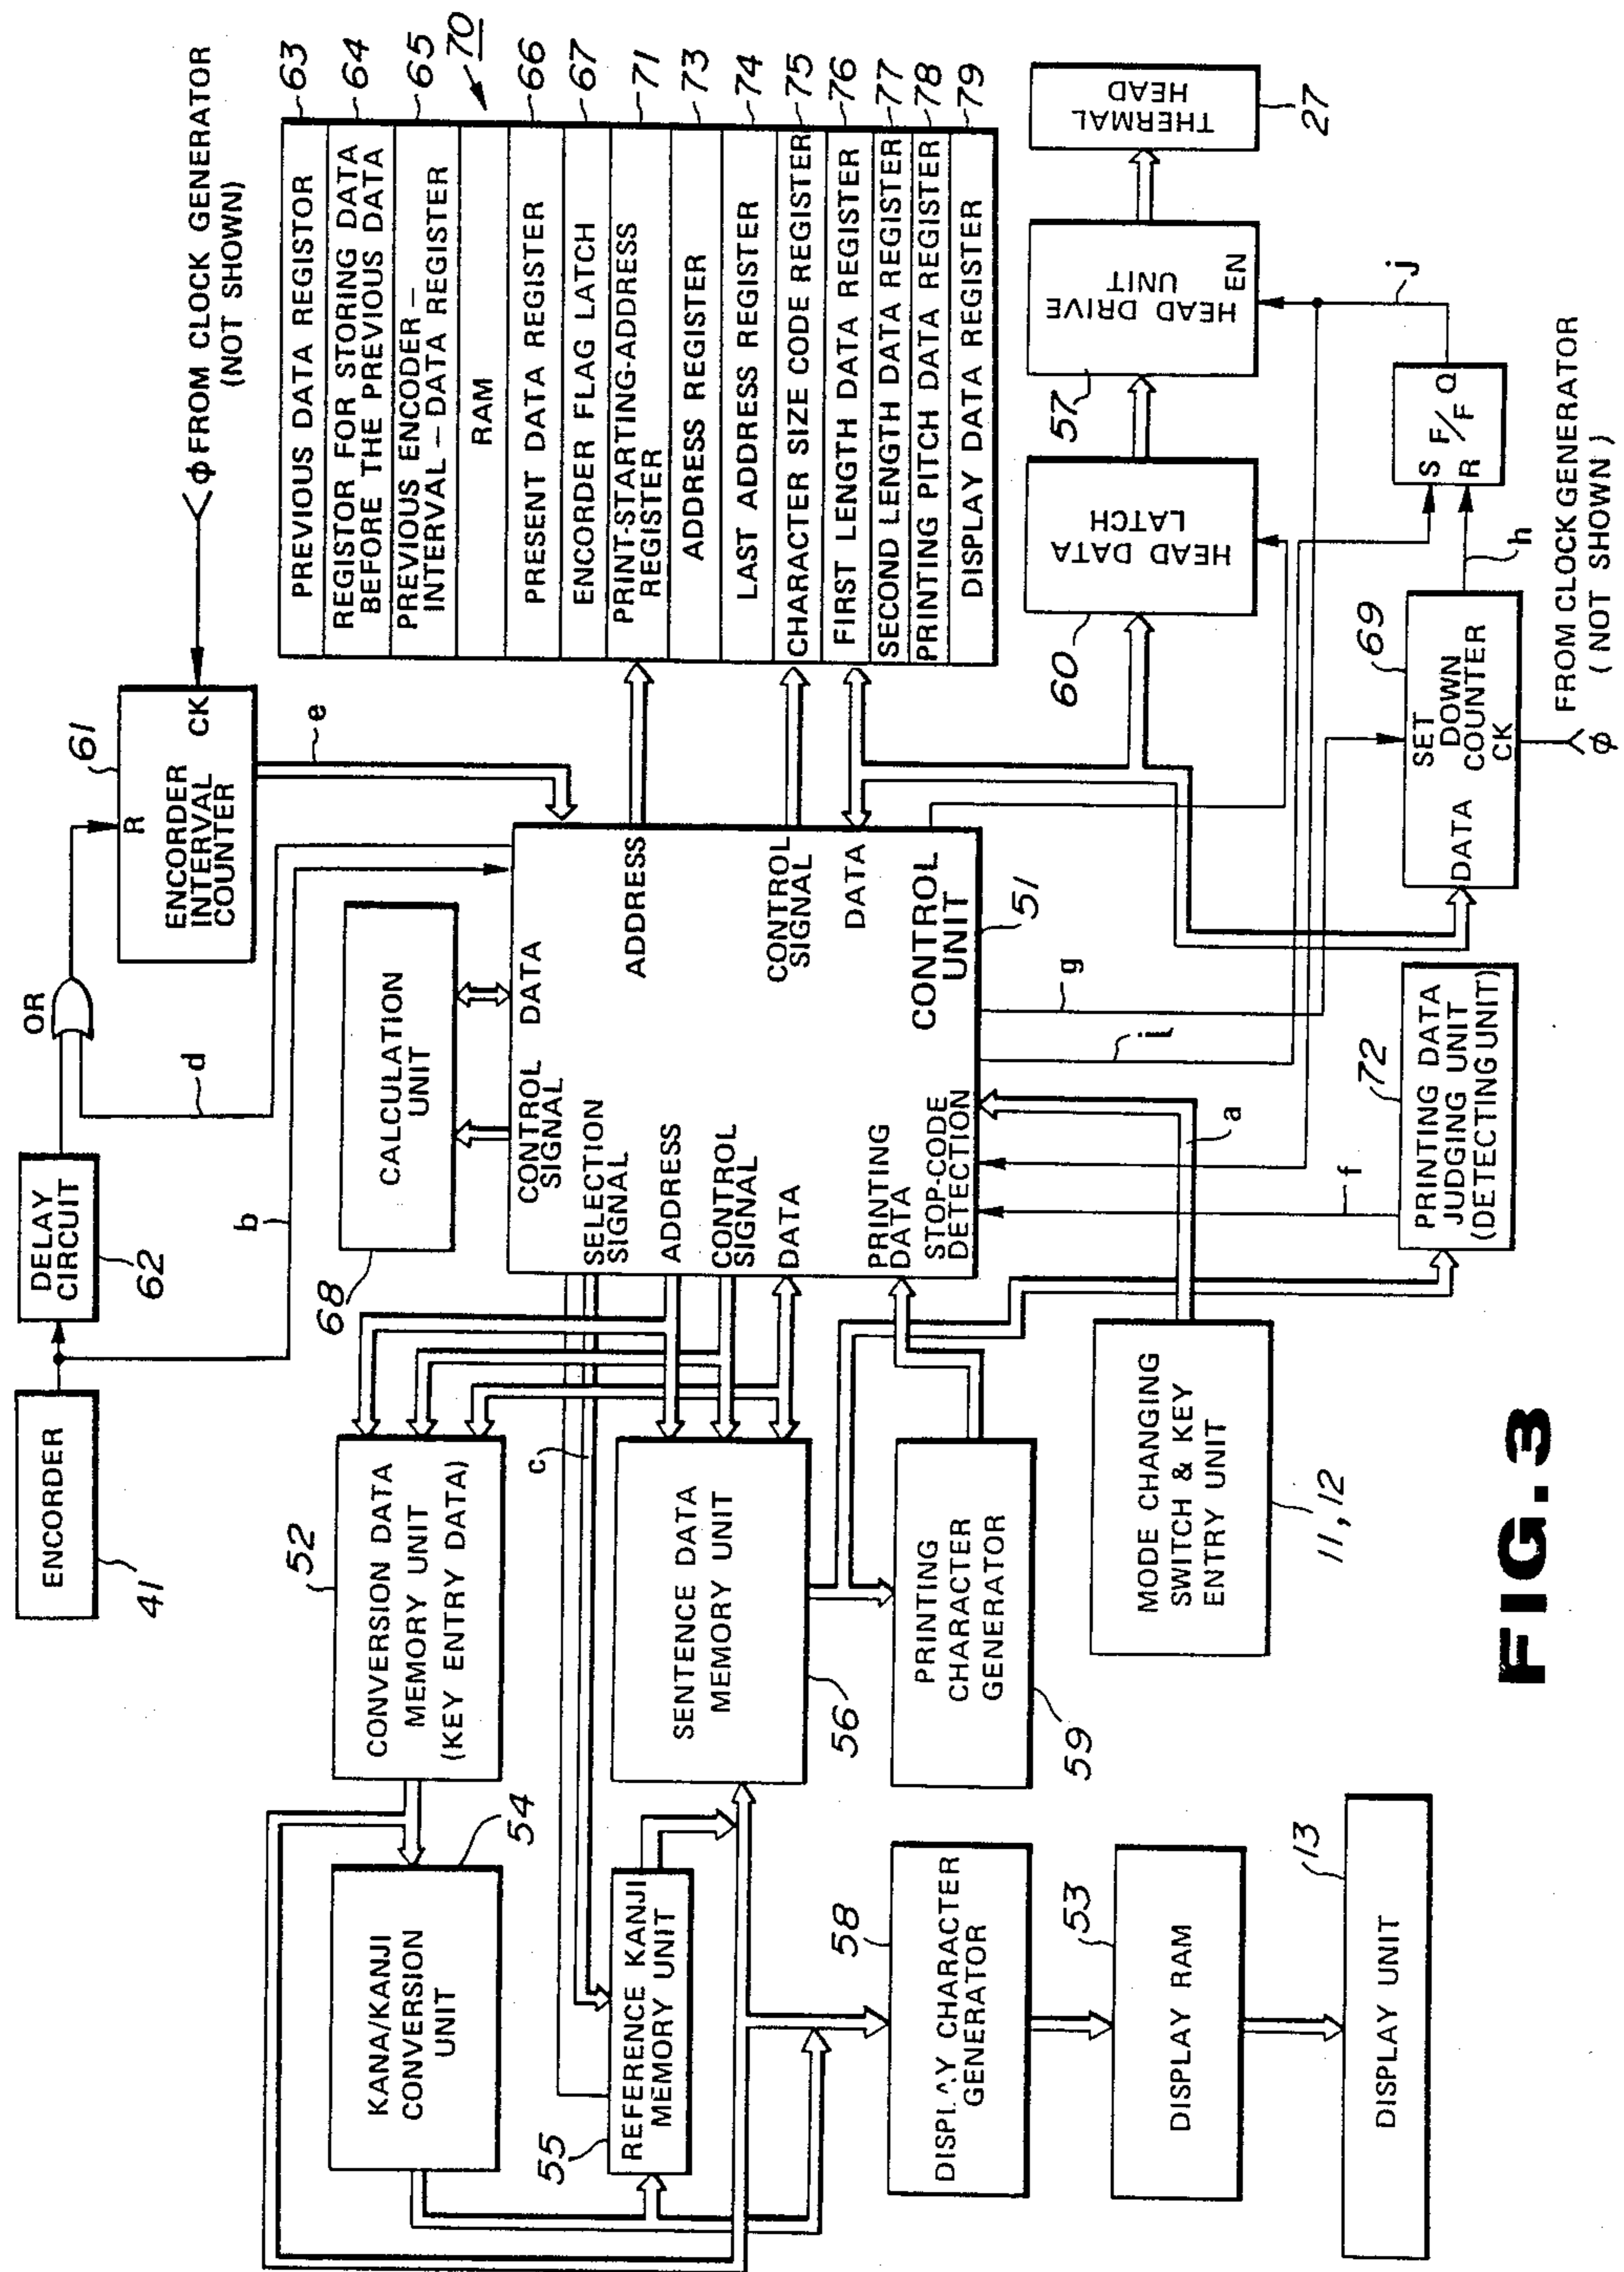 ENCORDER
41
DELAY
CIRCUIT
62
OR
b
d
R
ENCORDER
INTERVAL
COUNTER
CK
61
e
φ FROM CLOCK GENERATOR
(NOT SHOWN)
CONVERSION DATA
MEMORY UNIT
(KEY ENTRY DATA)
52
KANA/KANJI
CONVERSION
UNIT
54
c
REFERENCE KANJI
MEMORY UNIT
55
SENTENCE DATA
MEMORY UNIT
56
PRINTING
CHARACTER
GENERATOR
59
DISPLAY CHARACTER
GENERATOR
58
DISPLAY RAM
53
DISPLAY UNIT
13
MODE CHANGING
SWITCH & KEY
ENTRY UNIT
11, 12
CALCULATION
UNIT
68
CONTROL
SIGNAL
DATA
SELECTION
SIGNAL
ADDRESS
CONTROL
SIGNAL
DATA
PRINTING
DATA
STOP-CODE
DETECTION
ADDRESS
CONTROL
SIGNAL
DATA
CONTROL
UNIT
51
g
i
a
f
PRINTING DATA
JUDGING UNIT
(DETECTING UNIT)
72
PREVIOUS DATA REGISTOR
63
REGISTOR FOR STORING DATA
BEFORE THE PREVIOUS DATA
64
PREVIOUS ENCODER –
INTERVAL – DATA REGISTER
65
RAM
70
PRESENT DATA REGISTER
66
ENCORDER FLAG LATCH
67
PRINT-STARTING-ADDRESS
REGISTER
71
ADDRESS REGISTER
73
LAST ADDRESS REGISTER
74
CHARACTER SIZE CODE REGISTER
75
FIRST LENGTH DATA REGISTER
76
SECOND LENGTH DATA REGISTER
77
PRINTING PITCH DATA REGISTER
78
DISPLAY DATA REGISTER
79
HEAD DATA
LATCH
60
HEAD DRIVE
UNIT
EN
57
THERMAL
HEAD
27
SET
DATA
DOWN
COUNTER
CK
69
h
S
R
F/F
Q
j
φ
FROM CLOCK GENERATOR
(NOT SHOWN)
FIG.3